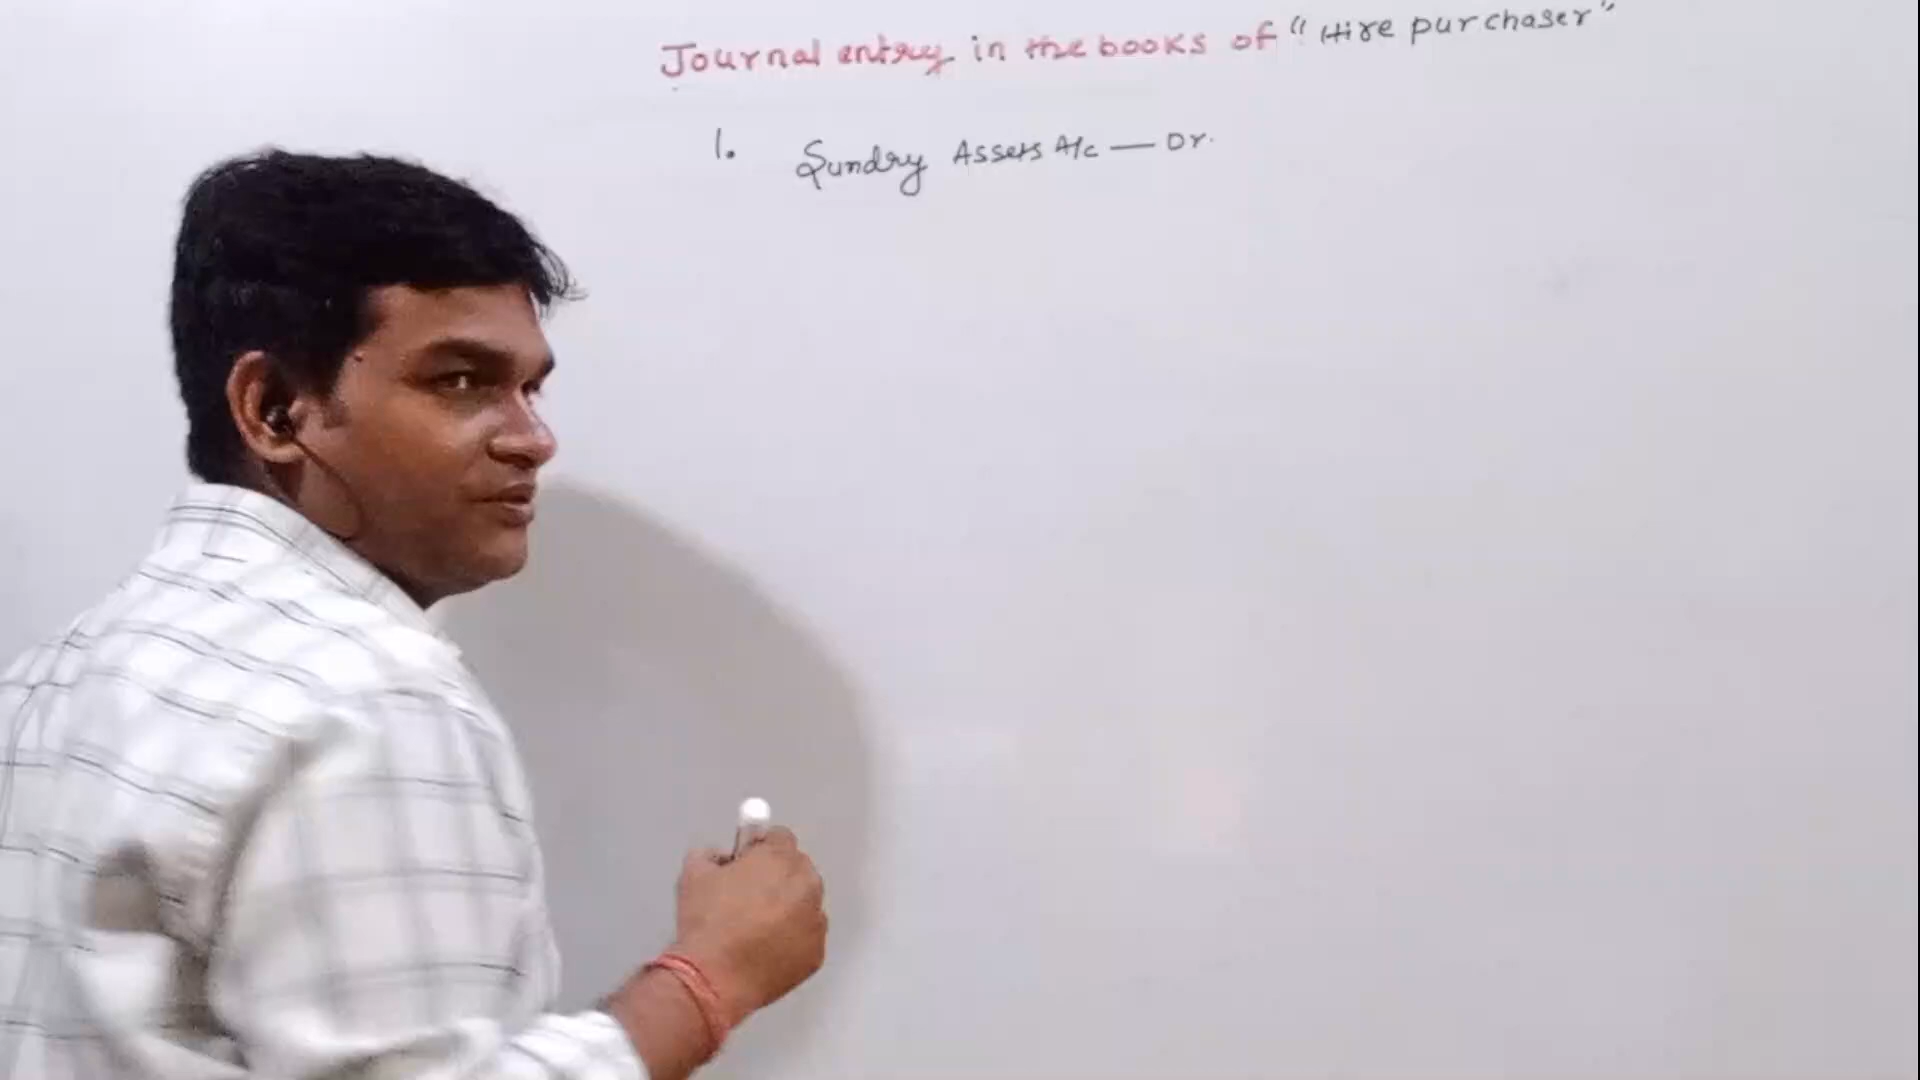 Journal entry in the books of "Hire purchaser"
1. Sundry Assets A/c — Dr.